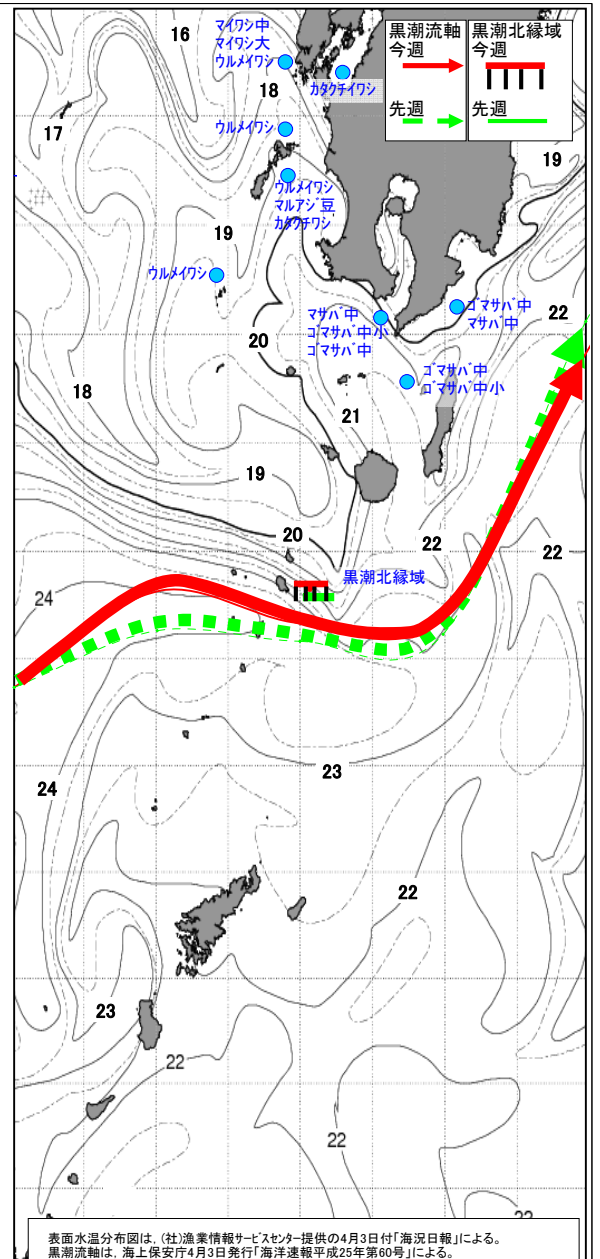 黒潮流軸
今週
先週
黒潮北縁域
今週
先週
16
マイワシ中
マイワシ大
ウルメイワシ
カタクチイワシ
18
17
ウルメイワシ
19
ウルメイワシ
マルアジ豆
カタクチワシ
19
ウルメイワシ
ゴマサバ中
マサバ中
22
マサバ中
ゴマサバ中小
ゴマサバ中
20
ゴマサバ中
ゴマサバ中小
18
21
19
20
22
22
黒潮北縁域
24
23
24
22
23
22
22
22
表面水温分布図は、(社)漁業情報サービスセンター提供の4月3日付「海況日報」による。
黒潮流軸は、海上保安庁4月3日発行「海洋速報平成25年第60号」による。